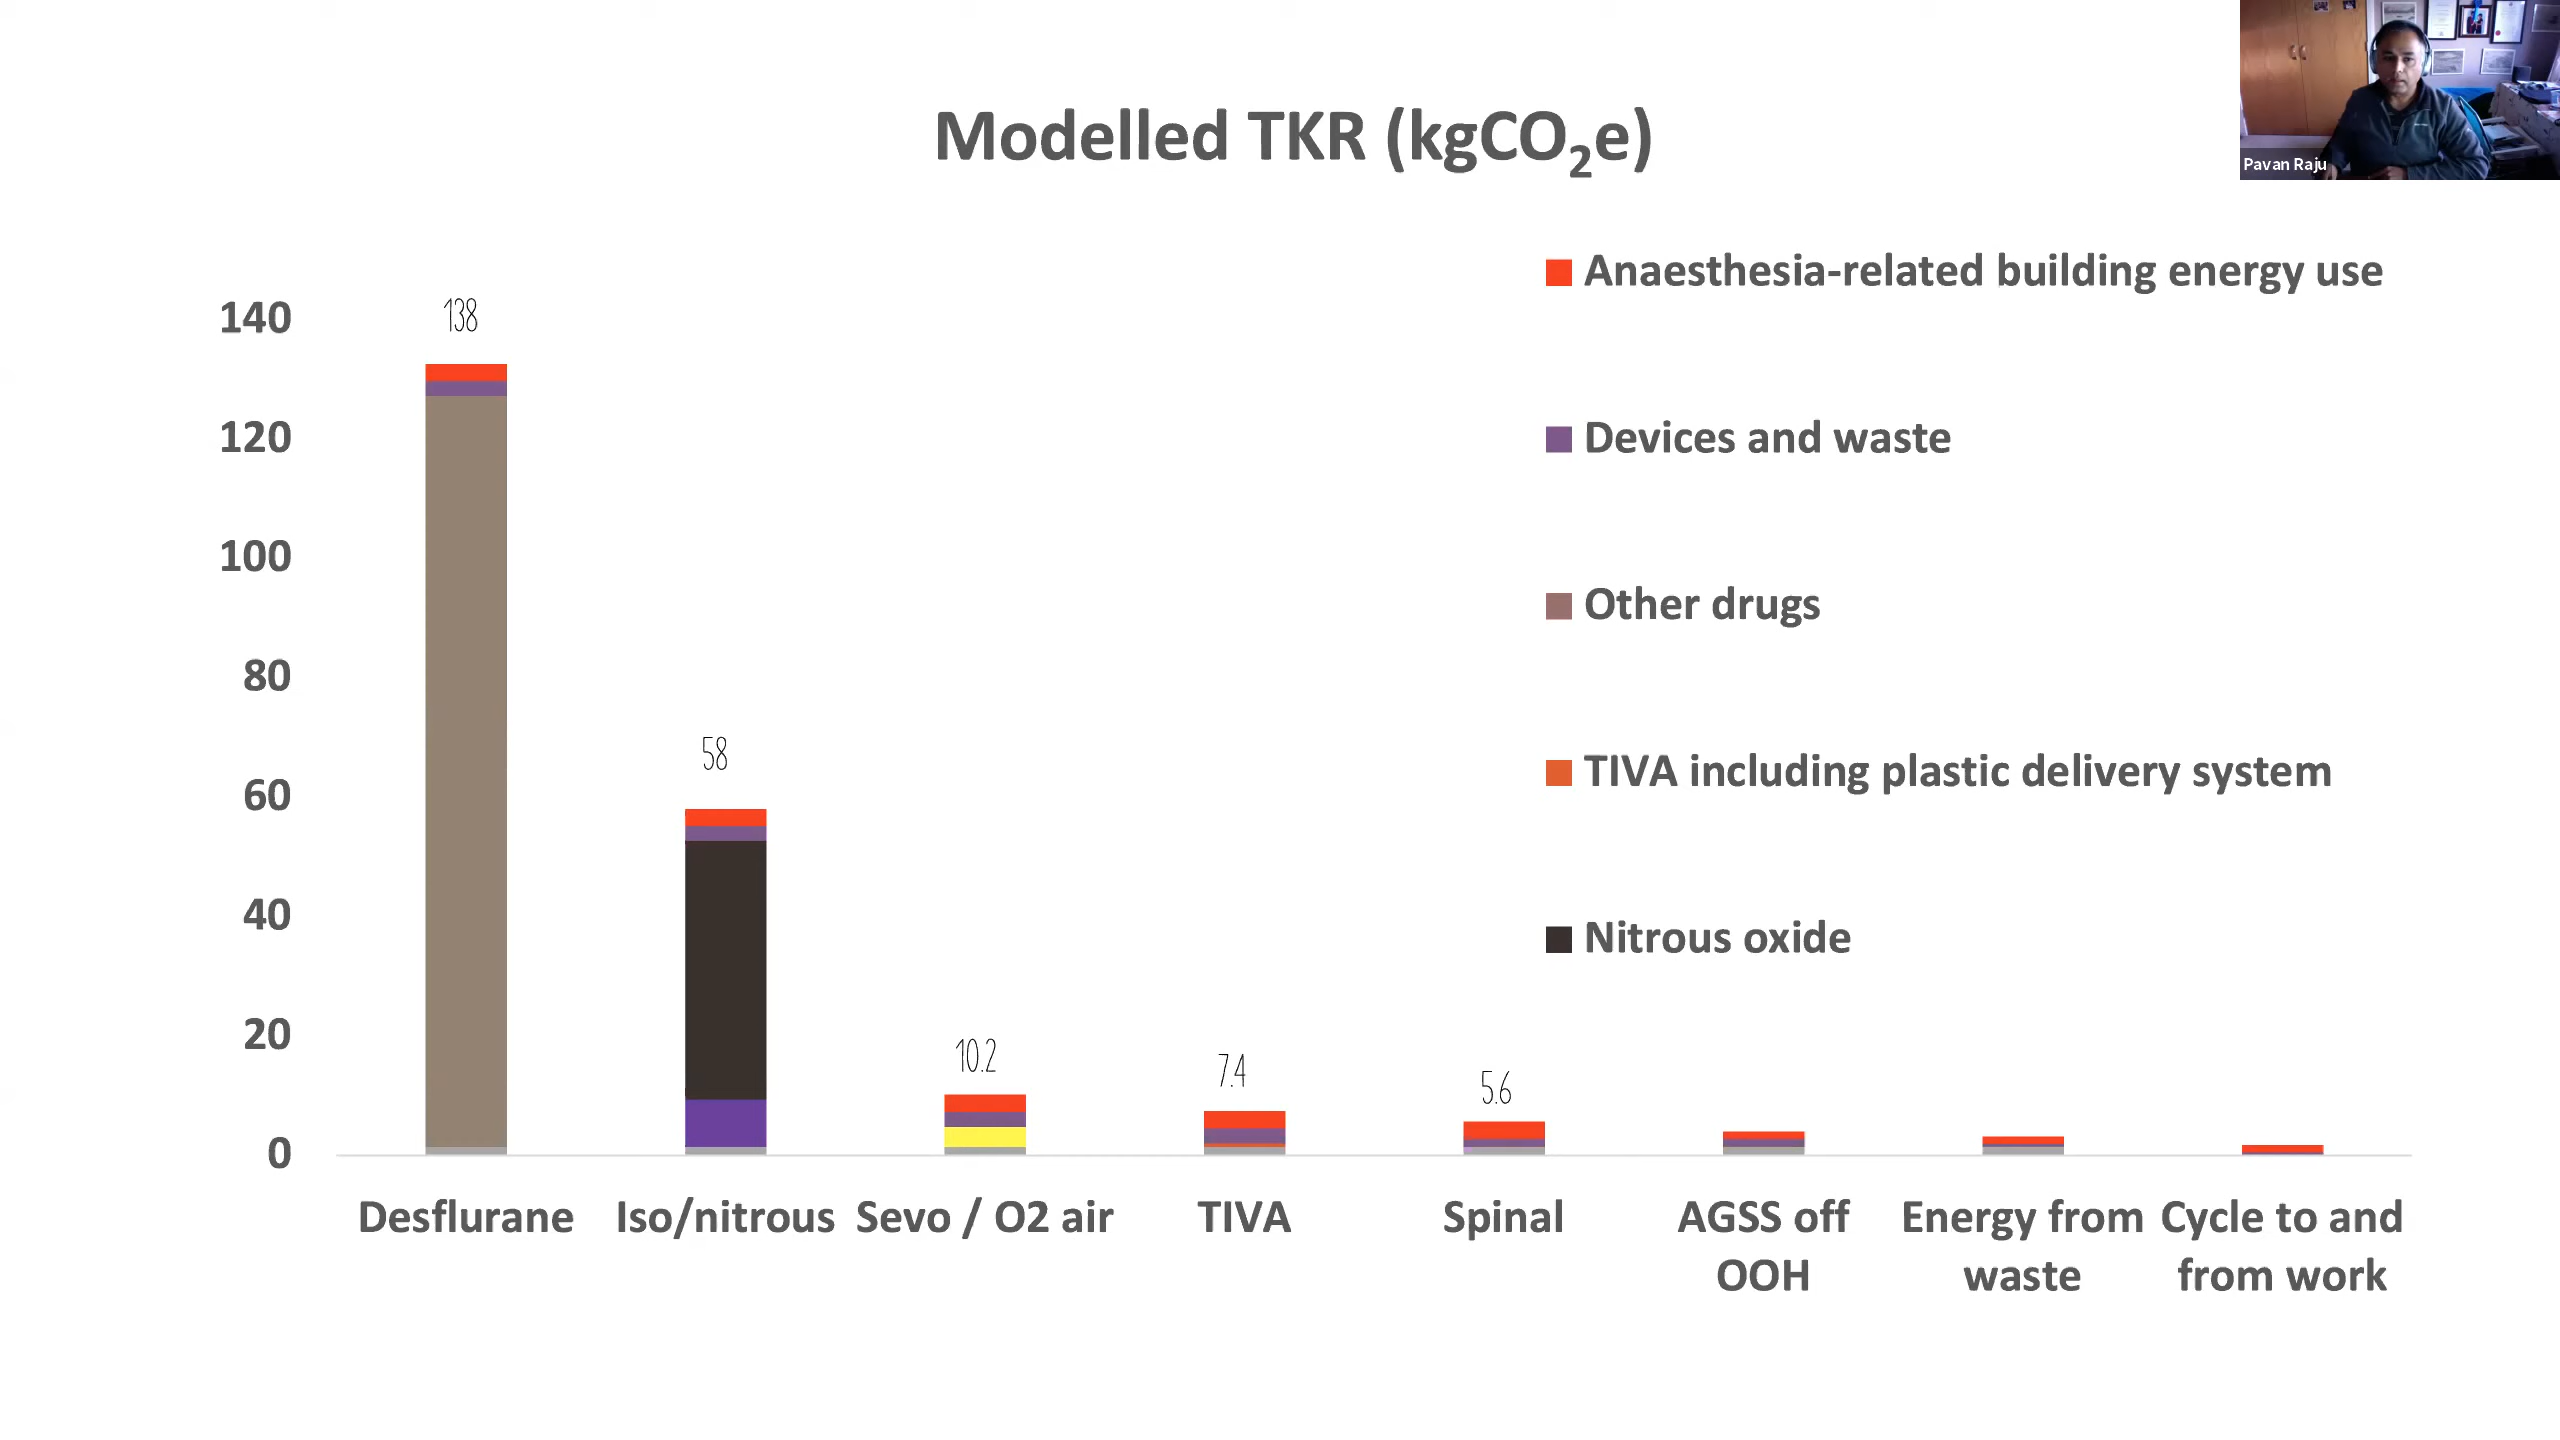 Modelled TKR (kgCO₂e)
Pavan Raju
Anaesthesia-related building energy use
Devices and waste
Other drugs
TIVA including plastic delivery system
Nitrous oxide
140
120
100
80
60
40
20
0
138
58
10.2
7.4
5.6
Desflurane
Iso/nitrous
Sevo / O2 air
TIVA
Spinal
AGSS off
OOH
Energy from
waste
Cycle to and
from work